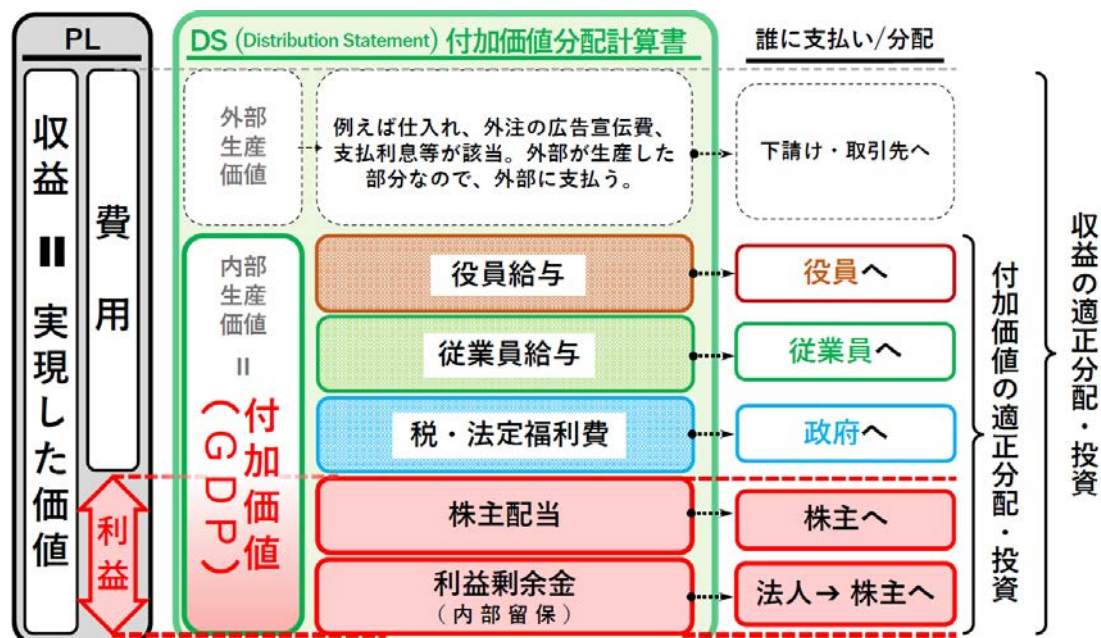 PL
DS (Distribution Statement) 付加価値分配計算書
誰に支払い/分配
収益＝実現した価値
費用
利益
外部
生産
価値
例えば仕入れ、外注の広告宣伝費、
支払利息等が該当。外部が生産した
部分なので、外部に支払う。
下請け・取引先へ
内部
生産
価値
＝
付加価値
(GDP)
役員給与
役員へ
従業員給与
従業員へ
税・法定福利費
政府へ
株主配当
株主へ
利益剰余金
(内部留保)
法人→株主へ
付加価値の適正分配・投資
収益の適正分配・投資